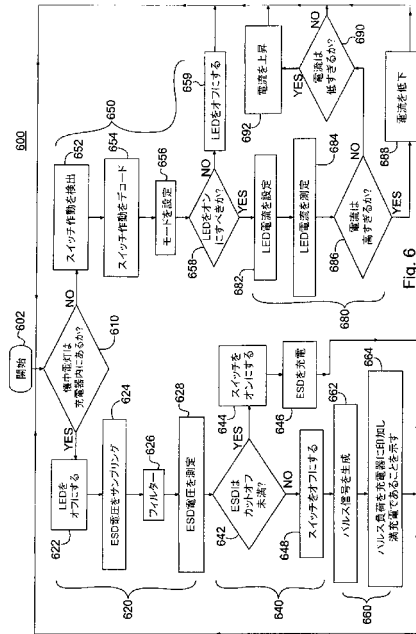 600
開始
602
携帯電灯は
充電器内にあるか?
610
YES
NO
LEDを
オフにする
622
ESD電圧をサンプリング
624
フィルター
626
ESD電圧を測定
628
620
ESDは
カットオフ
未満?
642
YES
NO
スイッチを
オンにする
644
ESDを充電
646
スイッチをオフにする
648
640
パルス信号を生成
662
パルス負荷を充電器に印加し
満充電であることを示す
664
660
スイッチ作動を検出
652
スイッチ作動をデコード
654
モードを設定
656
650
LEDをオン
にすべきか?
658
NO
YES
LEDをオフにする
659
LED電流を設定
682
LED電流を測定
684
電流は
高すぎるか?
686
680
NO
YES
電流は
低すぎるか?
690
NO
YES
電流を上昇
692
電流を低下
688
Fig. 6